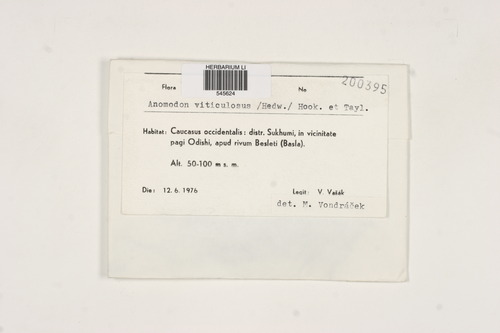 HERBARIUM LI
545624
Flora No 200395
Anomodon viticulosus /Hedw./ Hook. et Tayl.
Habitat: Caucasus occidentalis: distr. Sukhumi, in vicinitate
pagi Odishi, apud rivum Besleti (Basla).
Alt. 50-100 m s. m.
Die: 12. 6. 1976 Legit: V. Vašák
det. M. Vondráček